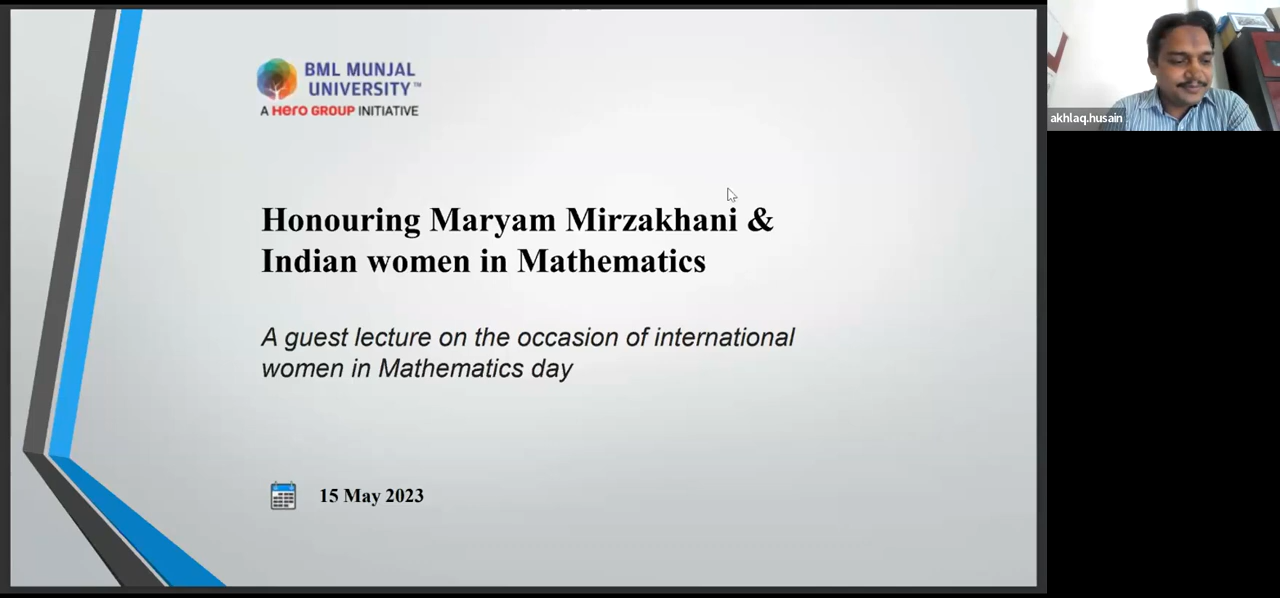 BML MUNJAL
UNIVERSITY™
A Hero GROUP INITIATIVE
Honouring Maryam Mirzakhani &
Indian women in Mathematics
A guest lecture on the occasion of international
women in Mathematics day
15 May 2023
akhlaq.husain